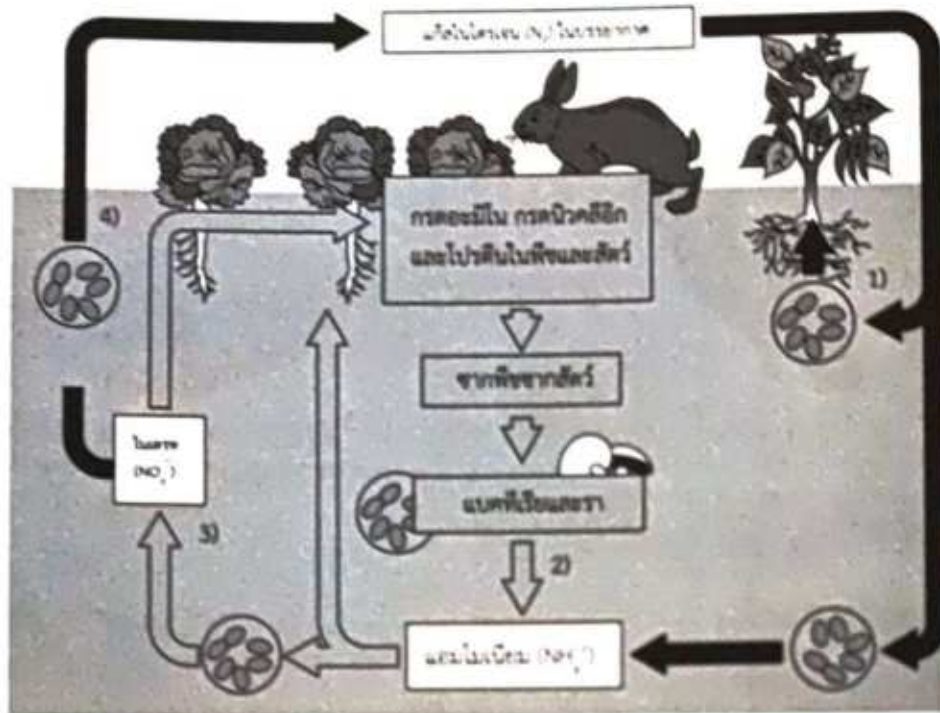 แก๊สไนโตรเจน (N₂) ในบรรยากาศ
4)
กรดอะมิโน กรดนิวคลีอิก
และโปรตีนในพืชและสัตว์
1)
ซากพืชซากสัตว์
ไนเตรท
(NO₃⁻)
แบคทีเรียและรา
3)
2)
แอมโมเนียม (NH₄⁺)